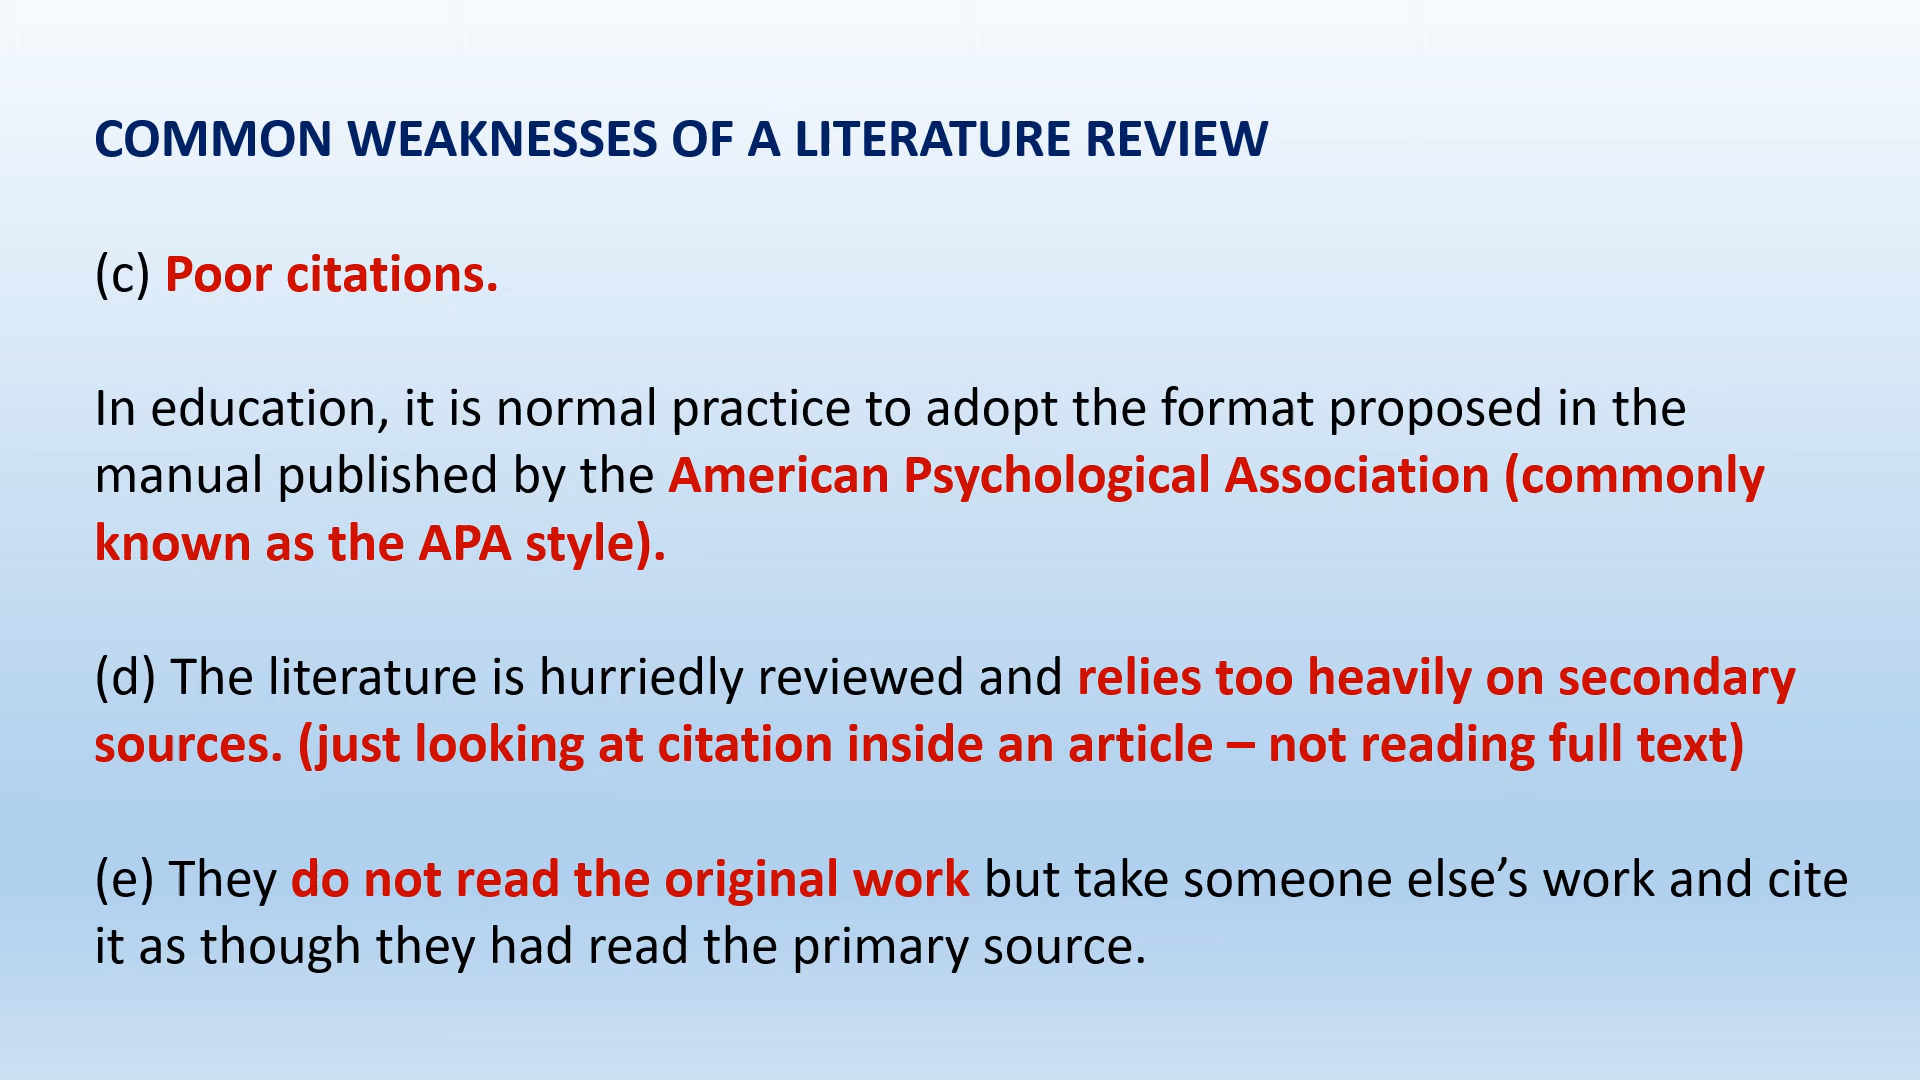 COMMON WEAKNESSES OF A LITERATURE REVIEW
(c) Poor citations.
In education, it is normal practice to adopt the format proposed in the
manual published by the American Psychological Association (commonly
known as the APA style).
(d) The literature is hurriedly reviewed and relies too heavily on secondary
sources. (just looking at citation inside an article – not reading full text)
(e) They do not read the original work but take someone else’s work and cite
it as though they had read the primary source.